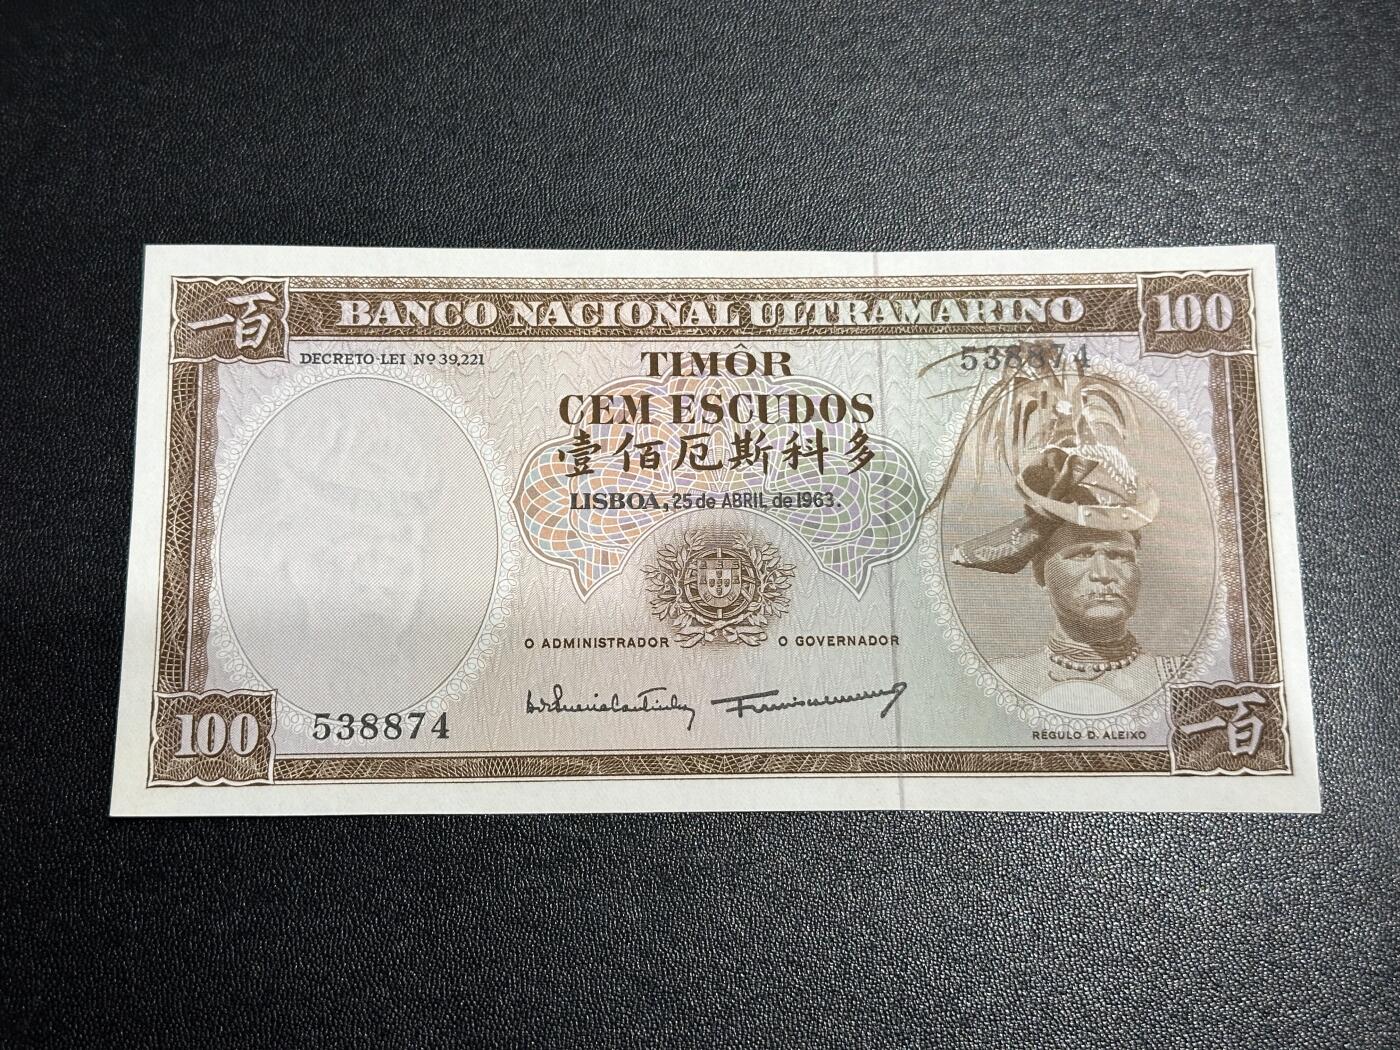 一百
BANCO NACIONAL ULTRAMARINO
100
DECRETO-LEI Nº 39,221
TIMÔR
538874
CEM ESCUDOS
壹佰厄斯科多
LISBOA, 25 de ABRIL de 1963.
O ADMINISTRADOR
O GOVERNADOR
100
538874
RÉGULO D. ALEIXO
一百